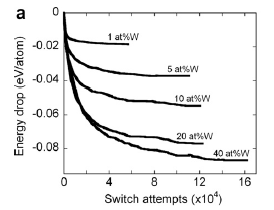 a
0
-0.02
-0.04
-0.06
-0.08
Energy drop (eV/atom)
1 at%W
5 at%W
10 at%W
20 at%W
40 at%W
0 4 8 12 16
Switch attempts (x10⁴)